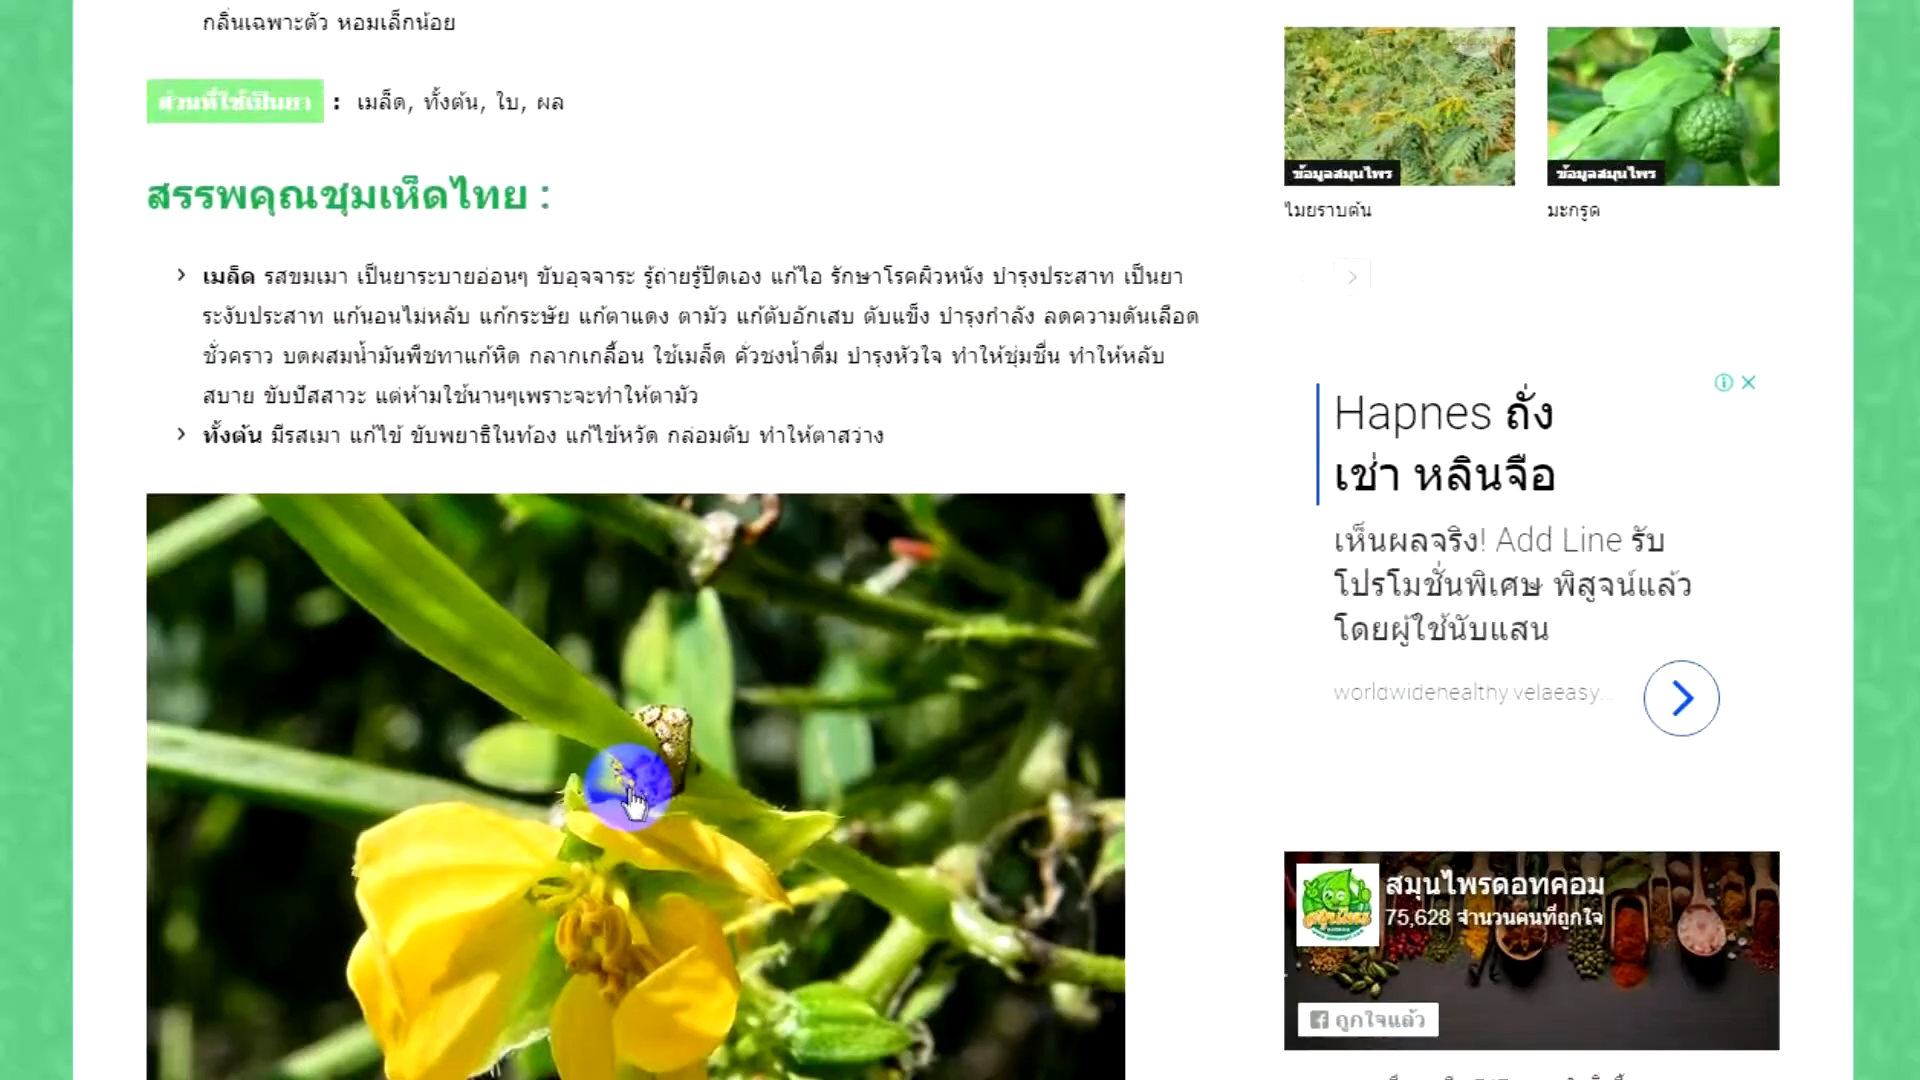 กลิ่นเฉพาะตัว หอมเล็กน้อย
ส่วนที่ใช้เป็นยา : เมล็ด, ทั้งต้น, ใบ, ผล
สรรพคุณชุมเห็ดไทย :
เมล็ด รสขมเมา เป็นยาระบายอ่อนๆ ขับอุจจาระ รู้ถ่ายรู้ปิดเอง แก้ไอ รักษาโรคผิวหนัง บำรุงประสาท เป็นยา
ระงับประสาท แก้นอนไม่หลับ แก้กระษัย แก้ตาแดง ตามัว แก้ตับอักเสบ ตับแข็ง บำรุงกำลัง ลดความดันเลือด
ชั่วคราว บดผสมน้ำมันพืชทาแก้หิด กลากเกลื้อน ใช้เมล็ด คั่วชงน้ำดื่ม บำรุงหัวใจ ทำให้ชุ่มชื่น ทำให้หลับ
สบาย ขับปัสสาวะ แต่ห้ามใช้นานๆเพราะจะทำให้ตามัว
ทั้งต้น มีรสเมา แก้ไข้ ขับพยาธิในท้อง แก้ไข้หวัด กล่อมตับ ทำให้ตาสว่าง
ข้อมูลสมุนไพร
ไมยราบต้น
ข้อมูลสมุนไพร
มะกรูด
Hapnes ถั่ง
เช่า หลินจือ
เห็นผลจริง! Add Line รับ
โปรโมชั่นพิเศษ พิสูจน์แล้ว
โดยผู้ใช้นับแสน
worldwidehealthy.velaeasy...
สมุนไพรดอทคอม
75,628 จำนวนคนที่ถูกใจ
ถูกใจแล้ว